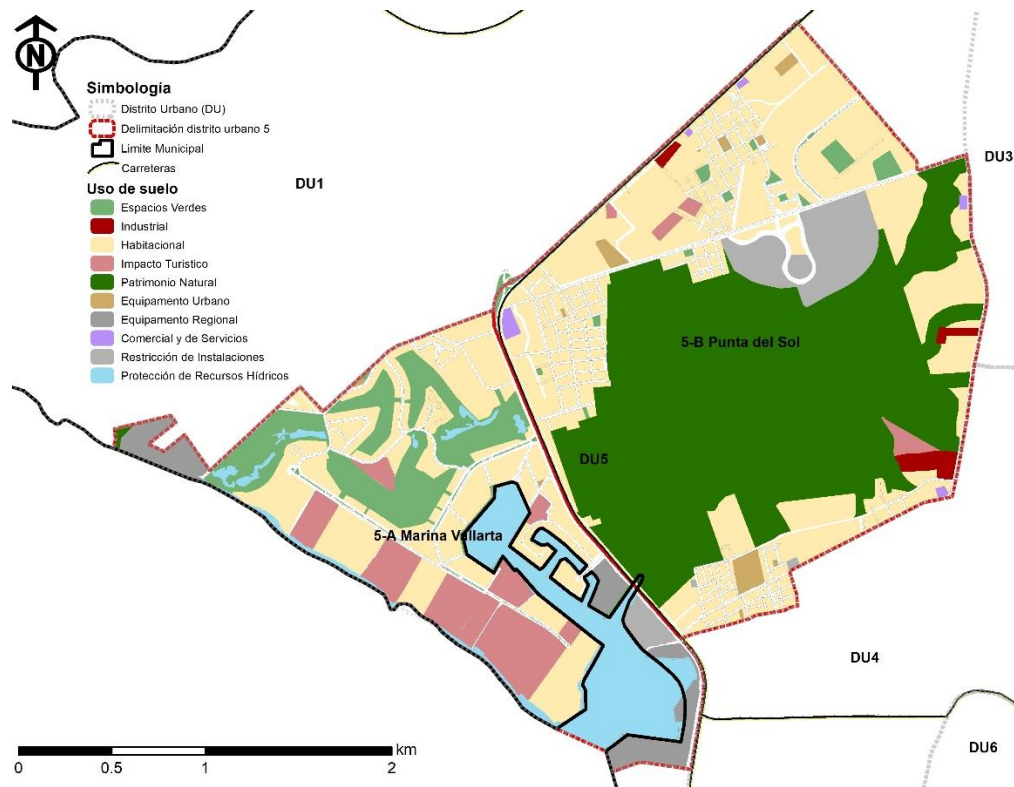 N
Simbología
Distrito Urbano (DU)
Delimitación distrito urbano 5
Limite Municipal
Carreteras
Uso de suelo
Espacios Verdes
Industrial
Habitacional
Impacto Turistico
Patrimonio Natural
Equipamento Urbano
Equipamento Regional
Comercial y de Servicios
Restricción de Instalaciones
Protección de Recursos Hídricos
DU1
DU3
5-B Punta del Sol
DU5
5-A Marina Vallarta
DU4
DU6
km
0 0.5 1 2